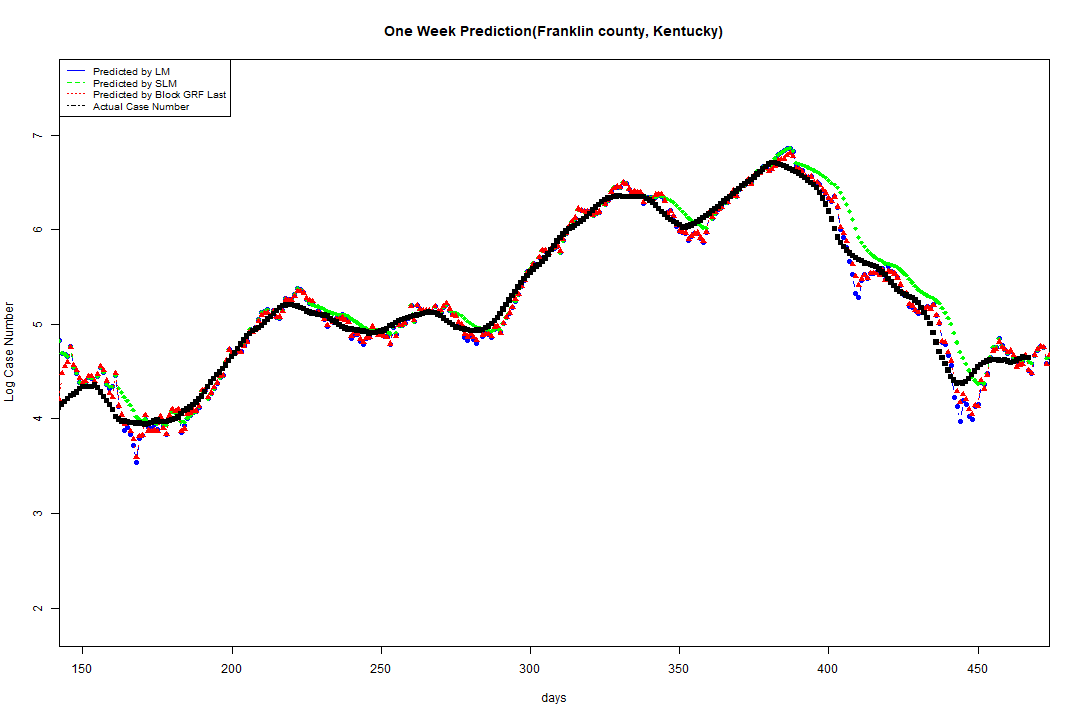 One Week Prediction(Franklin county, Kentucky)
Predicted by LM
Predicted by SLM
Predicted by Block GRF Last
Actual Case Number
7
6
5
4
3
2
Log Case Number
150 200 250 300 350 400 450
days